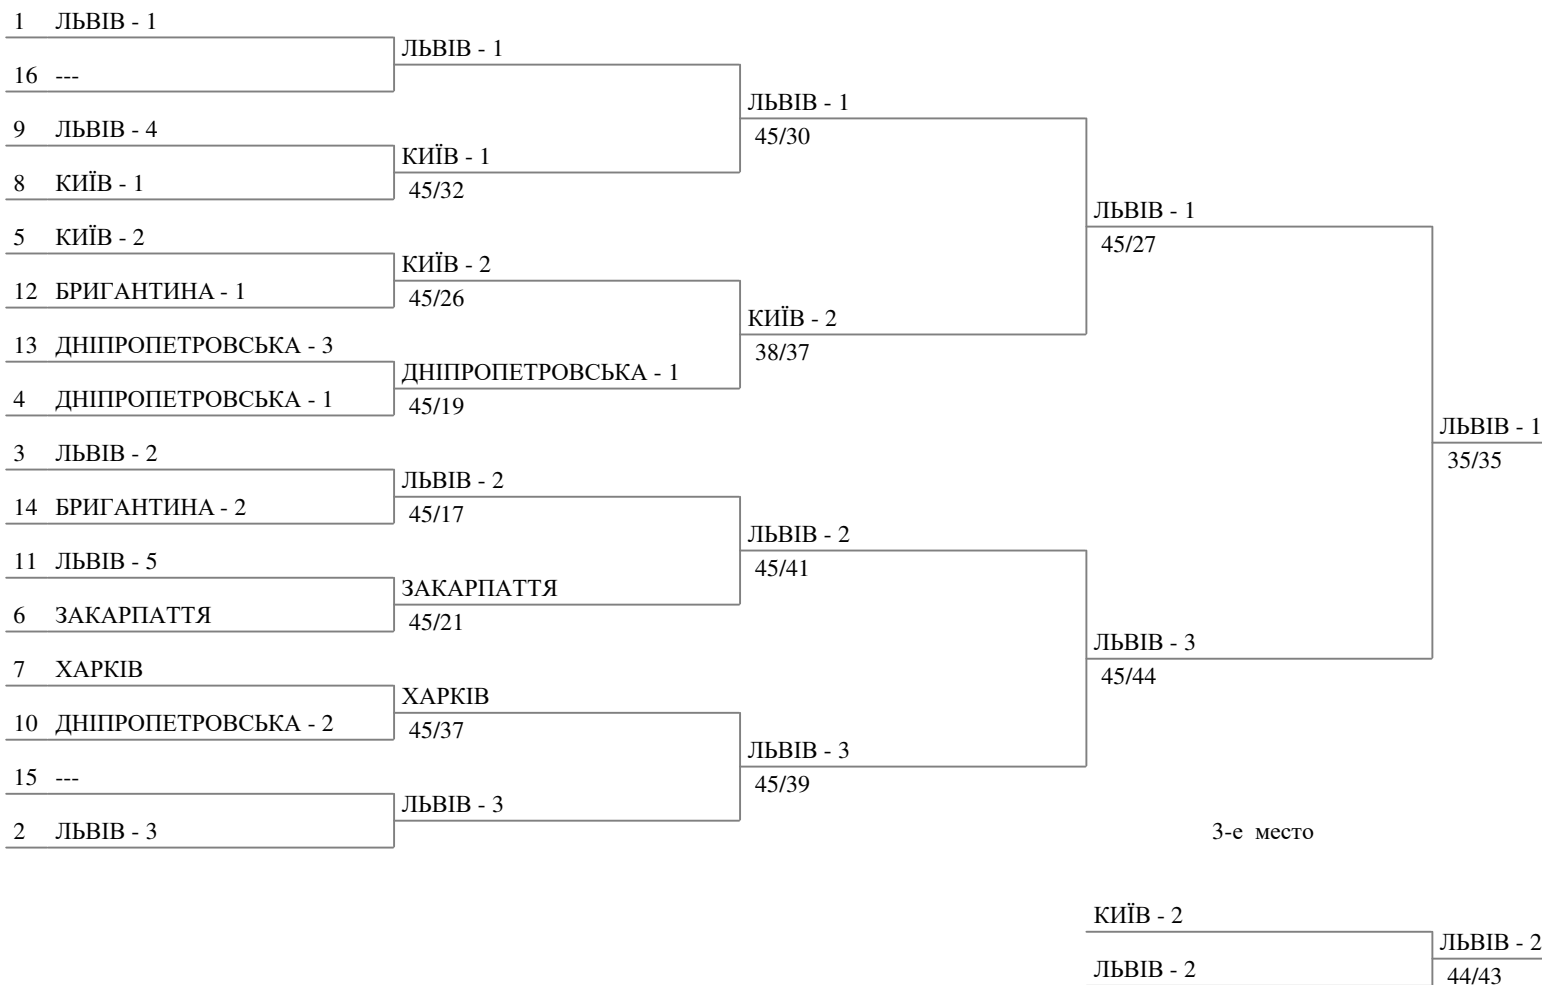 1 ЛЬВІВ - 1
ЛЬВІВ - 1
16 ---
ЛЬВІВ - 1
9 ЛЬВІВ - 4
45/30
КИЇВ - 1
8 КИЇВ - 1
45/32
ЛЬВІВ - 1
5 КИЇВ - 2
45/27
КИЇВ - 2
12 БРИГАНТИНА - 1
45/26
КИЇВ - 2
13 ДНІПРОПЕТРОВСЬКА - 3
38/37
ДНІПРОПЕТРОВСЬКА - 1
4 ДНІПРОПЕТРОВСЬКА - 1
45/19
ЛЬВІВ - 1
3 ЛЬВІВ - 2
35/35
ЛЬВІВ - 2
14 БРИГАНТИНА - 2
45/17
ЛЬВІВ - 2
11 ЛЬВІВ - 5
45/41
ЗАКАРПАТТЯ
6 ЗАКАРПАТТЯ
45/21
ЛЬВІВ - 3
7 ХАРКІВ
45/44
ХАРКІВ
10 ДНІПРОПЕТРОВСЬКА - 2
45/37
ЛЬВІВ - 3
15 ---
45/39
ЛЬВІВ - 3
2 ЛЬВІВ - 3
3-е место
КИЇВ - 2
ЛЬВІВ - 2
ЛЬВІВ - 2
44/43